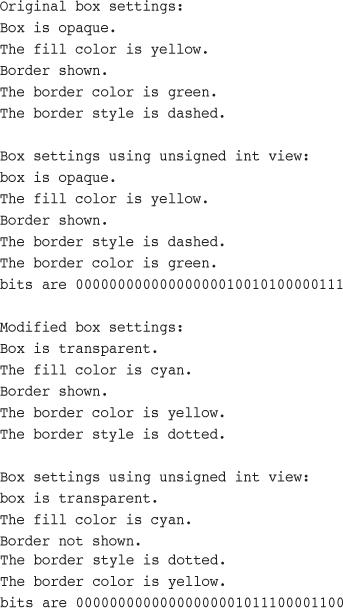 Original box settings:
Box is opaque.
The fill color is yellow.
Border shown.
The border color is green.
The border style is dashed.
Box settings using unsigned int view:
box is opaque.
The fill color is yellow.
Border shown.
The border style is dashed.
The border color is green.
bits are 00000000000000000010010100000111
Modified box settings:
Box is transparent.
The fill color is cyan.
Border shown.
The border color is yellow.
The border style is dotted.
Box settings using unsigned int view:
box is transparent.
The fill color is cyan.
Border not shown.
The border style is dotted.
The border color is yellow.
bits are 00000000000000000001011100001100